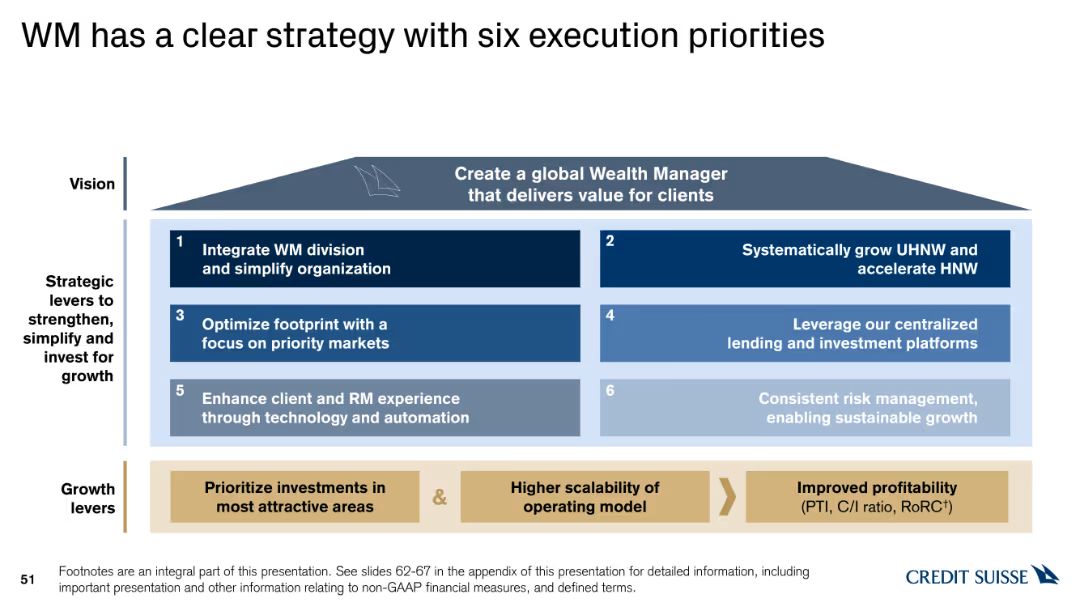 WM has a clear strategy with six execution priorities
Vision
Create a global Wealth Manager
that delivers value for clients
Strategic
levers to
strengthen,
simplify and
invest for
growth
1
Integrate WM division
and simplify organization
2
Systematically grow UHNW and
accelerate HNW
3
Optimize footprint with a
focus on priority markets
4
Leverage our centralized
lending and investment platforms
5
Enhance client and RM experience
through technology and automation
6
Consistent risk management,
enabling sustainable growth
Growth
levers
Prioritize investments in
most attractive areas
&
Higher scalability of
operating model
Improved profitability
(PTI, C/I ratio, RoRC†)
51
Footnotes are an integral part of this presentation. See slides 62-67 in the appendix of this presentation for detailed information, including
important presentation and other information relating to non-GAAP financial measures, and defined terms.
CREDIT SUISSE